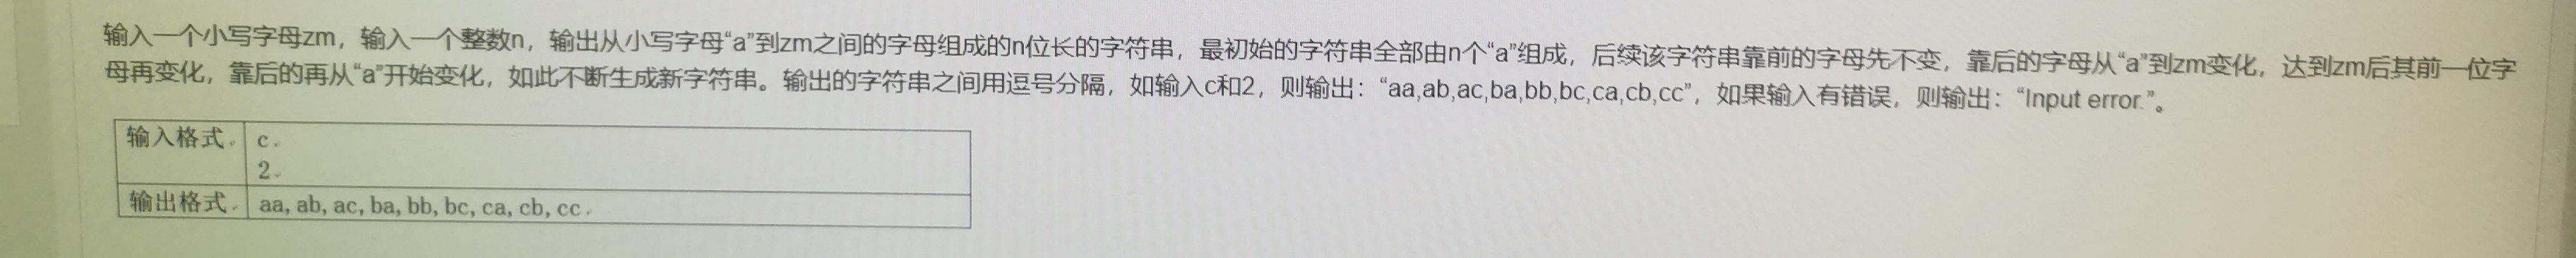 输入一个小写字母zm，输入一个整数n，输出从小写字母“a”到zm之间的字母组成的n位长的字符串，最初始的字符串全部由n个“a”组成，后续该字符串靠前的字母先不变，靠后的字母从“a”到zm变化，达到zm后其前一位字
母再变化，靠后的再从“a”开始变化，如此不断生成新字符串。输出的字符串之间用逗号分隔，如输入c和2，则输出：“aa,ab,ac,ba,bb,bc,ca,cb,cc”，如果输入有错误，则输出：“Input error.”。
输入格式 c
2
输出格式 aa, ab, ac, ba, bb, bc, ca, cb, cc